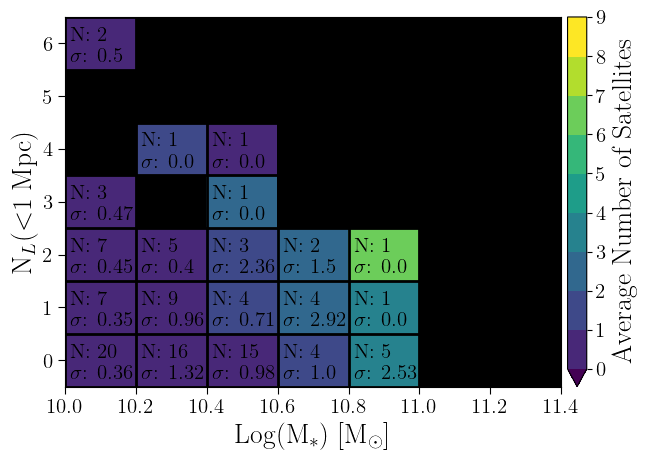 6
5
4
3
2
1
0
N_L(<1 Mpc)
N: 2
σ: 0.5
N: 1
σ: 0.0
N: 1
σ: 0.0
N: 3
σ: 0.47
N: 1
σ: 0.0
N: 7
σ: 0.45
N: 5
σ: 0.4
N: 3
σ: 2.36
N: 2
σ: 1.5
N: 1
σ: 0.0
N: 7
σ: 0.35
N: 9
σ: 0.96
N: 4
σ: 0.71
N: 4
σ: 2.92
N: 1
σ: 0.0
N: 20
σ: 0.36
N: 16
σ: 1.32
N: 15
σ: 0.98
N: 4
σ: 1.0
N: 5
σ: 2.53
10.0 10.2 10.4 10.6 10.8 11.0 11.2 11.4
Log(M_*) [M_⊙]
9
8
7
6
5
4
3
2
1
0
Average Number of Satellites